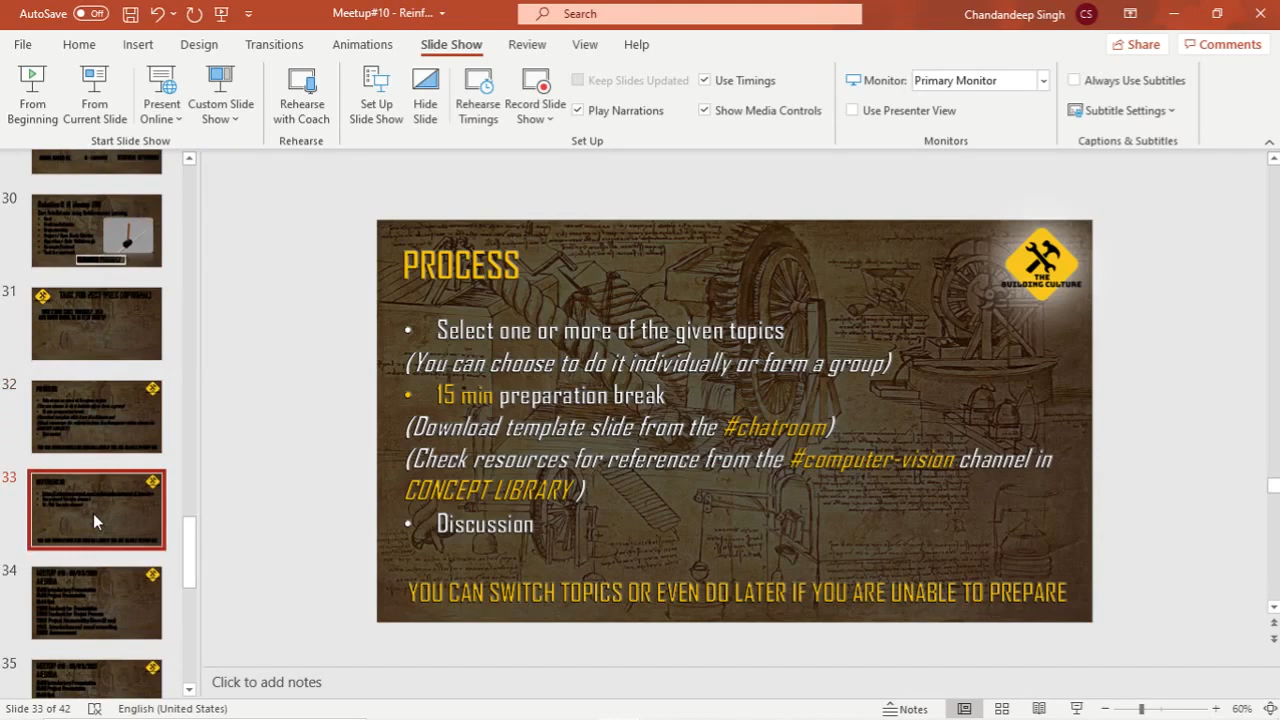 AutoSave Off Meetup#10 - Reinf... Search Chandandeep Singh CS
File Home Insert Design Transitions Animations Slide Show Review View Help Share Comments
From Beginning
From Current Slide
Present Online
Custom Slide Show
Start Slide Show
Rehearse with Coach
Rehearse
Set Up Slide Show
Hide Slide
Rehearse Timings
Record Slide Show
Keep Slides Updated
Play Narrations
Use Timings
Show Media Controls
Set Up
Monitor: Primary Monitor
Use Presenter View
Monitors
Always Use Subtitles
Subtitle Settings
Captions & Subtitles
30
31
32
33
34
35
PROCESS
THE
BUILDING CULTURE
• Select one or more of the given topics
(You can choose to do it individually or form a group)
• 15 min preparation break
(Download template slide from the #chatroom)
(Check resources for reference from the #computer-vision channel in
CONCEPT LIBRARY )
• Discussion
YOU CAN SWITCH TOPICS OR EVEN DO LATER IF YOU ARE UNABLE TO PREPARE
Click to add notes
Slide 33 of 42 English (United States) Notes 60%